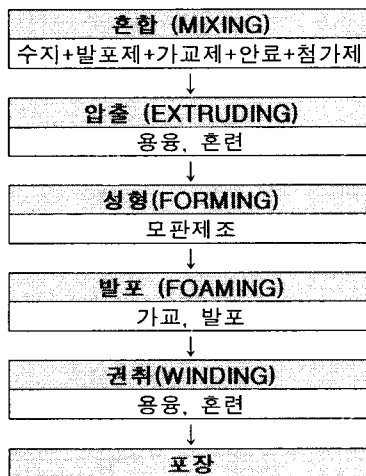 혼합 (MIXING)
수지+발포제+가교제+안료+첨가제
↓
압출 (EXTRUDING)
용융, 혼련
↓
성형(FORMING)
모판제조
↓
발포 (FOAMING)
가교, 발포
↓
권취(WINDING)
용융, 혼련
↓
포장